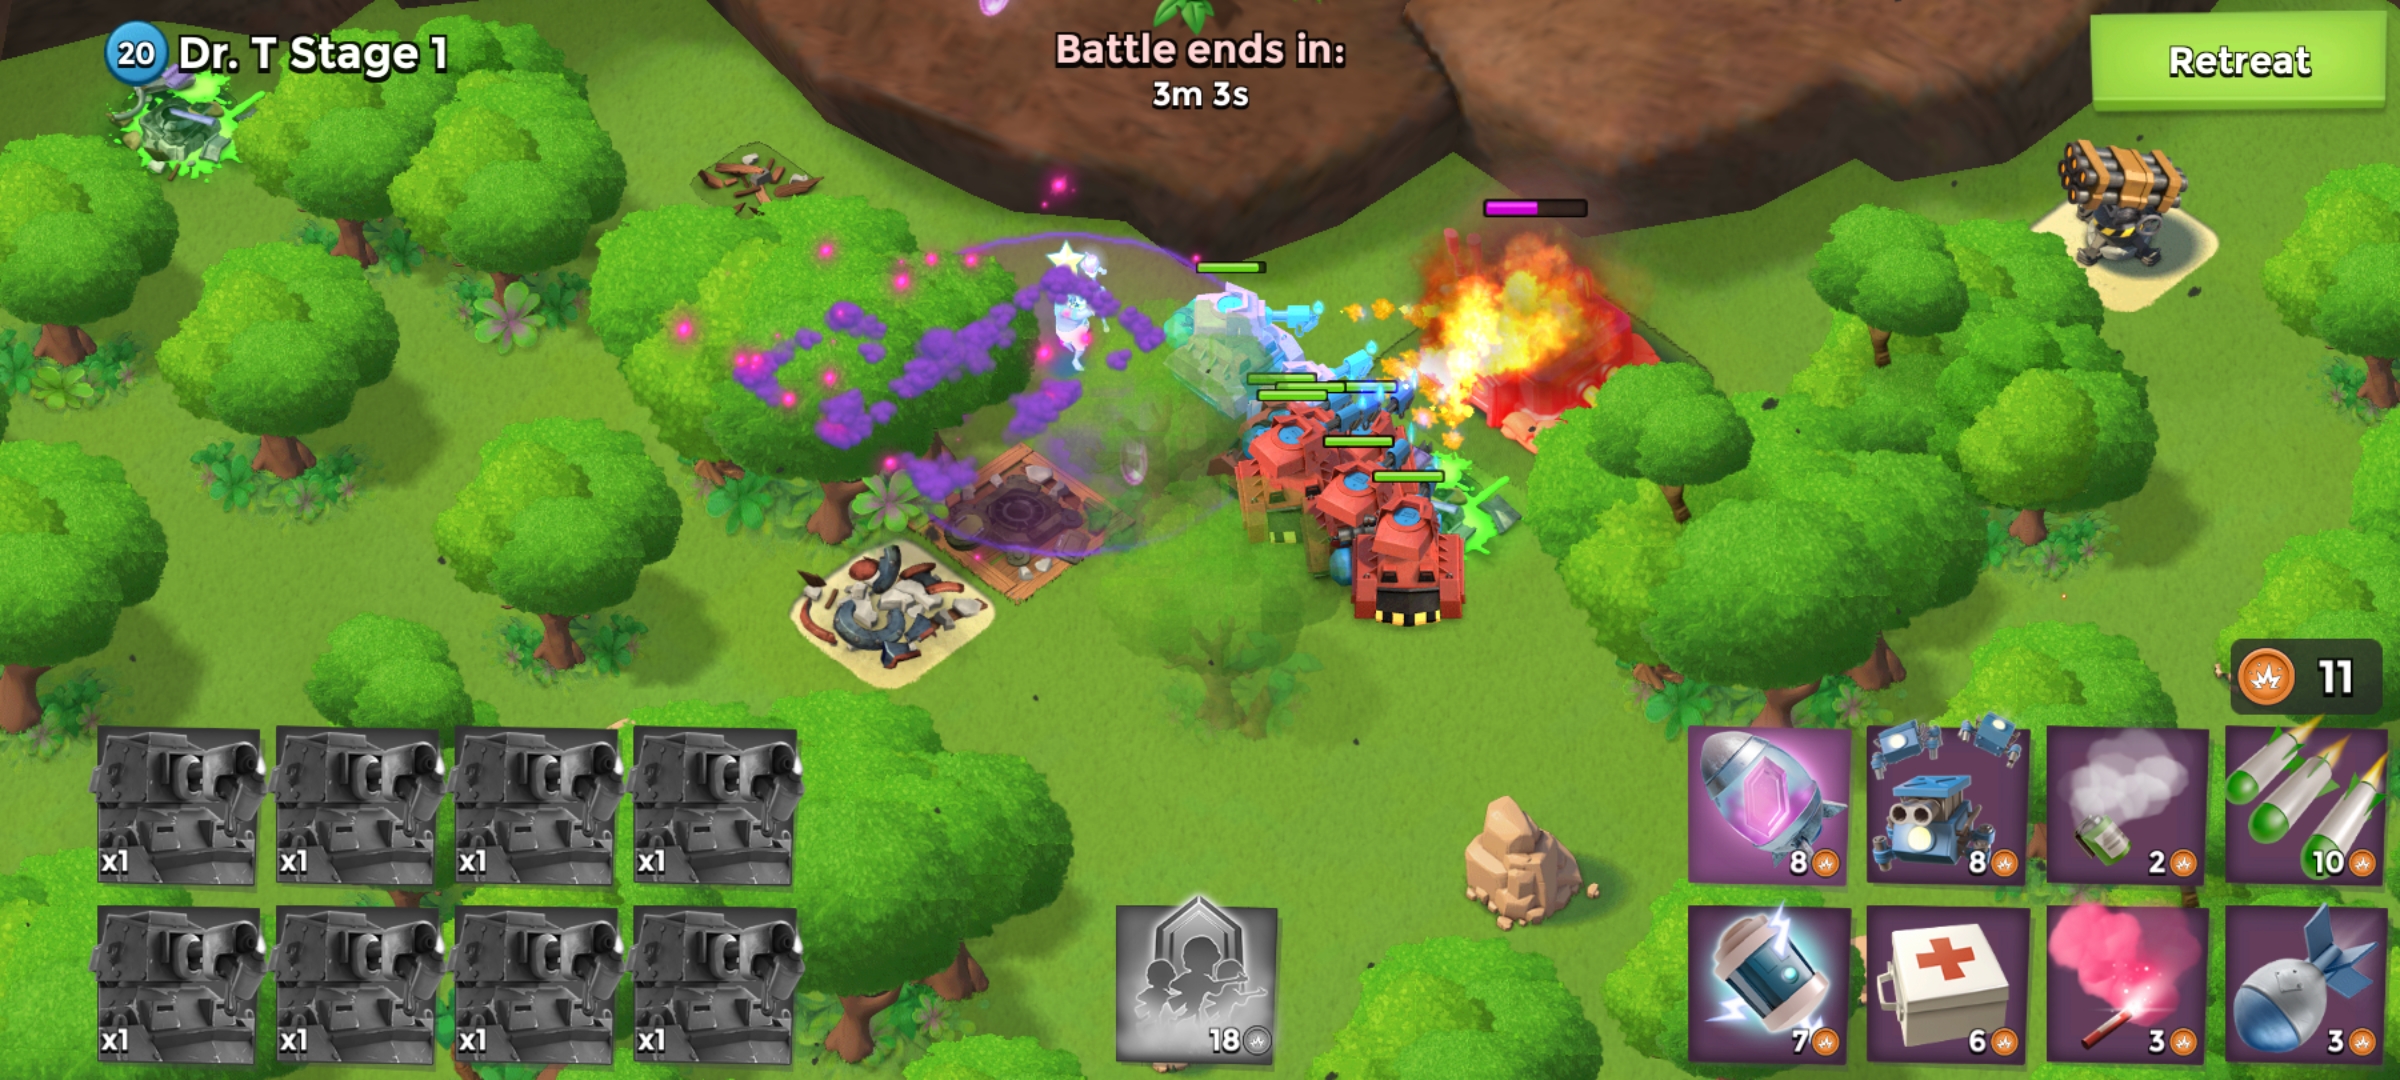 20 Dr. T Stage 1
Battle ends in:
3m 3s
Retreat
11
x1 x1 x1 x1
8 8 2 10
x1 x1 x1 x1
18
7 6 3 3